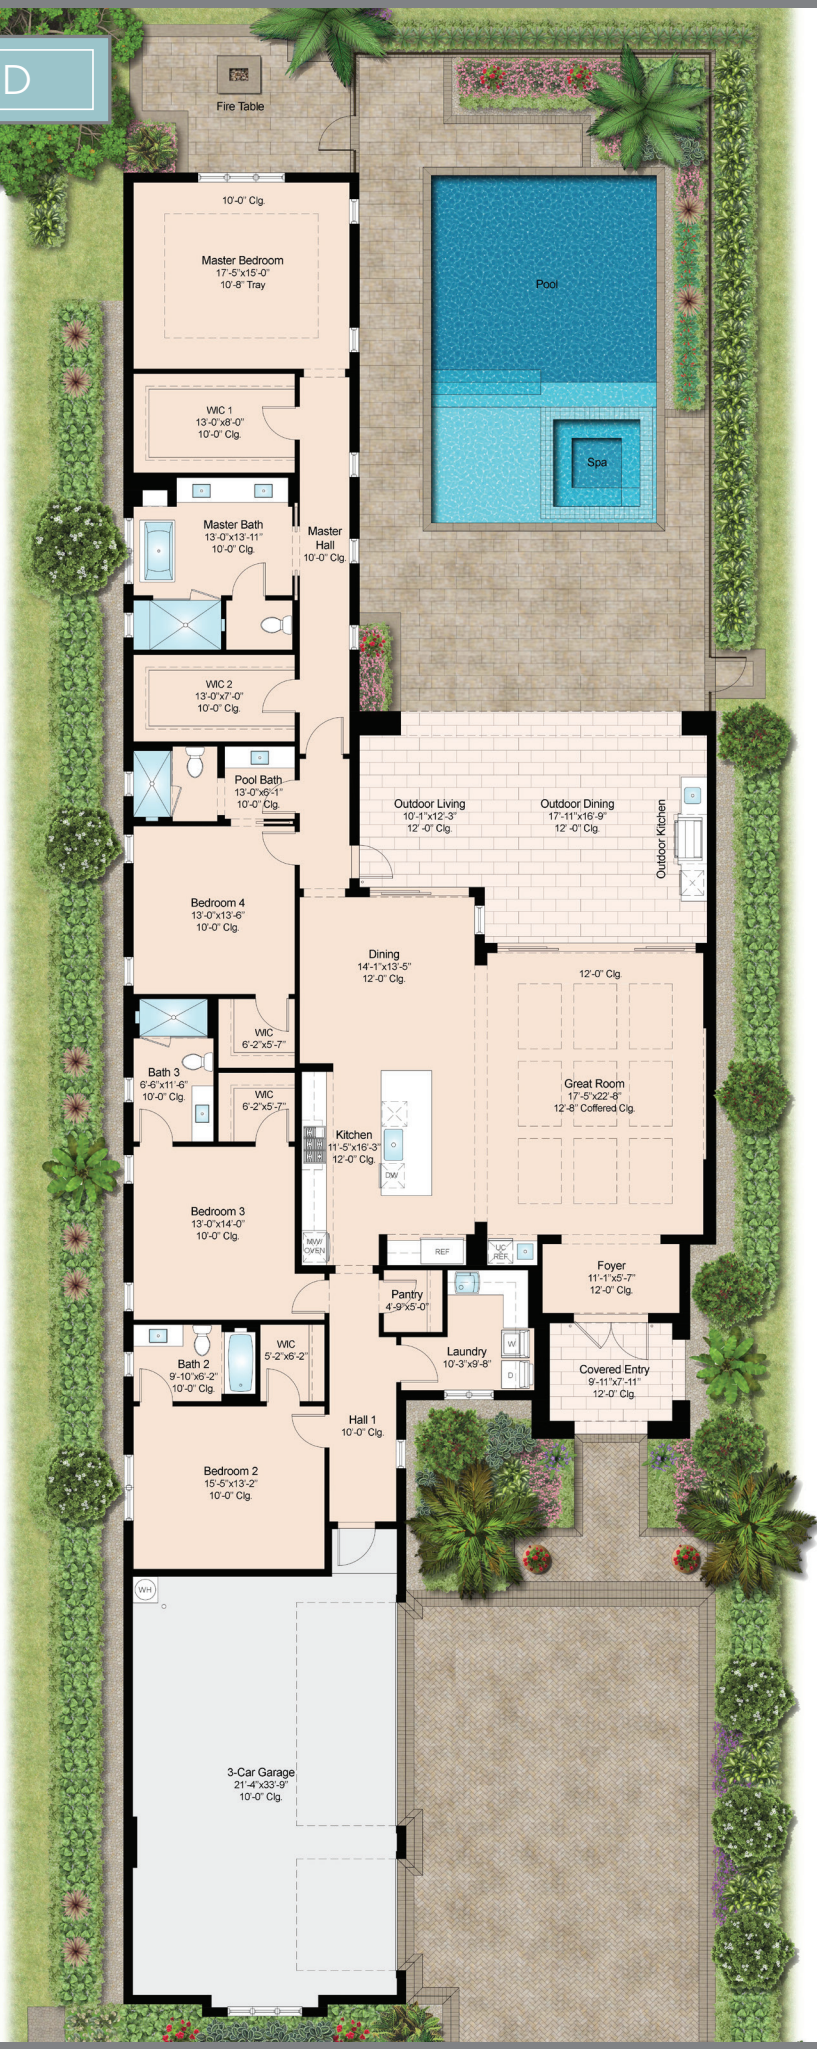 D
Fire Table
10'-0" Clg.
Master Bedroom
17'-5"x15'-0"
10'-8" Tray
Pool
WIC 1
13'-0"x8'-0"
10'-0" Clg.
Spa
Master Bath
13'-0"x13'-11"
10'-0" Clg.
Master
Hall
10'-0" Clg.
WIC 2
13'-0"x7'-0"
10'-0" Clg.
Pool Bath
13'-0"x6'-1"
10'-0" Clg.
Outdoor Living
10'-1"x12'-3"
12'-0" Clg.
Outdoor Dining
17'-11"x16'-9"
12'-0" Clg.
Outdoor Kitchen
Bedroom 4
13'-0"x13'-6"
10'-0" Clg.
Dining
14'-1"x13'-5"
12'-0" Clg.
12'-0" Clg.
WIC
6'-2"x5'-7"
Bath 3
6'-6"x11'-6"
10'-0" Clg.
WIC
6'-2"x5'-7"
Great Room
17'-5"x22'-8"
12'-8" Coffered Clg.
Kitchen
11'-5"x16'-3"
12'-0" Clg.
DW
Bedroom 3
13'-0"x14'-0"
10'-0" Clg.
MW/
OVEN
REF
UC
REF
Foyer
11'-1"x5'-7"
12'-0" Clg.
Pantry
4'-9"x5'-0"
Bath 2
9'-10"x6'-2"
10'-0" Clg.
WIC
5'-2"x6'-2"
Laundry
10'-3"x9'-8"
W
D
Covered Entry
9'-11"x7'-11"
12'-0" Clg.
Hall 1
10'-0" Clg.
Bedroom 2
15'-5"x13'-2"
10'-0" Clg.
WH
3-Car Garage
21'-4"x33'-9"
10'-0" Clg.